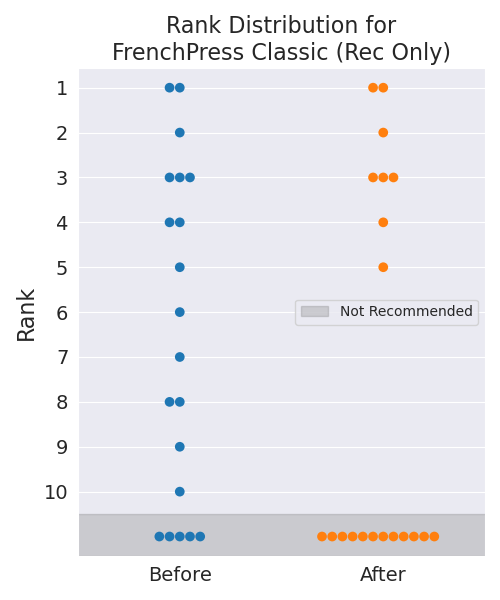 Rank Distribution for
FrenchPress Classic (Rec Only)
1
2
3
4
5
6
7
8
9
10
Rank
Not Recommended
Before
After